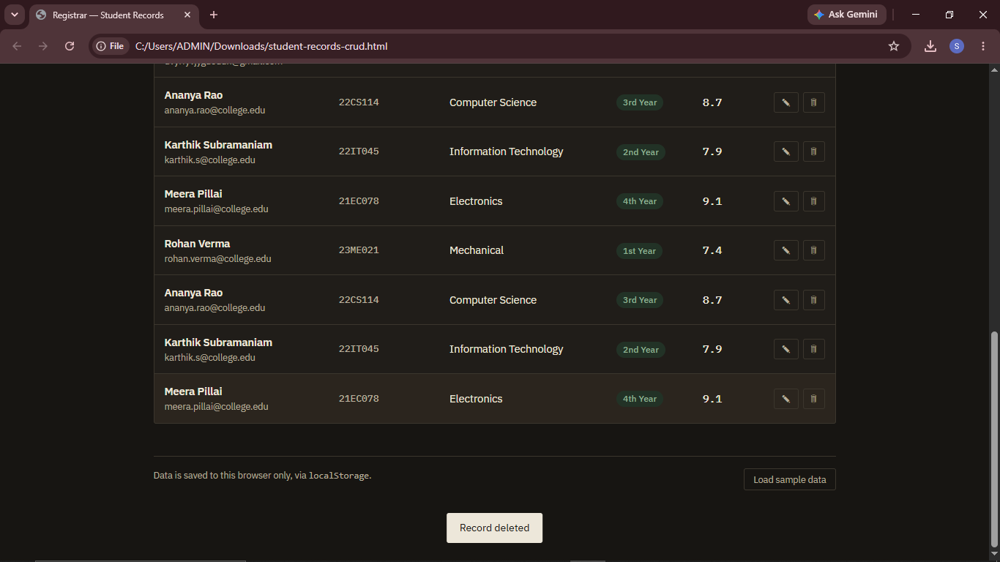 Registrar — Student Records
Ask Gemini
File
C:/Users/ADMIN/Downloads/student-records-crud.html
S
Ananya Rao
ananya.rao@college.edu
22CS114
Computer Science
3rd Year
8.7
Karthik Subramaniam
karthik.s@college.edu
22IT045
Information Technology
2nd Year
7.9
Meera Pillai
meera.pillai@college.edu
21EC078
Electronics
4th Year
9.1
Rohan Verma
rohan.verma@college.edu
23ME021
Mechanical
1st Year
7.4
Ananya Rao
ananya.rao@college.edu
22CS114
Computer Science
3rd Year
8.7
Karthik Subramaniam
karthik.s@college.edu
22IT045
Information Technology
2nd Year
7.9
Meera Pillai
meera.pillai@college.edu
21EC078
Electronics
4th Year
9.1
Data is saved to this browser only, via localStorage.
Load sample data
Record deleted